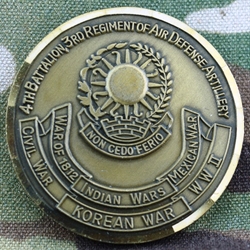 4TH BATTALION, 3RD REGIMENT OF AIR DEFENSE ARTILLERY
NON CEDO FERIO
WAR OF 1812
MEXICAN WAR
CIVIL WAR
INDIAN WARS
WW II
KOREAN WAR